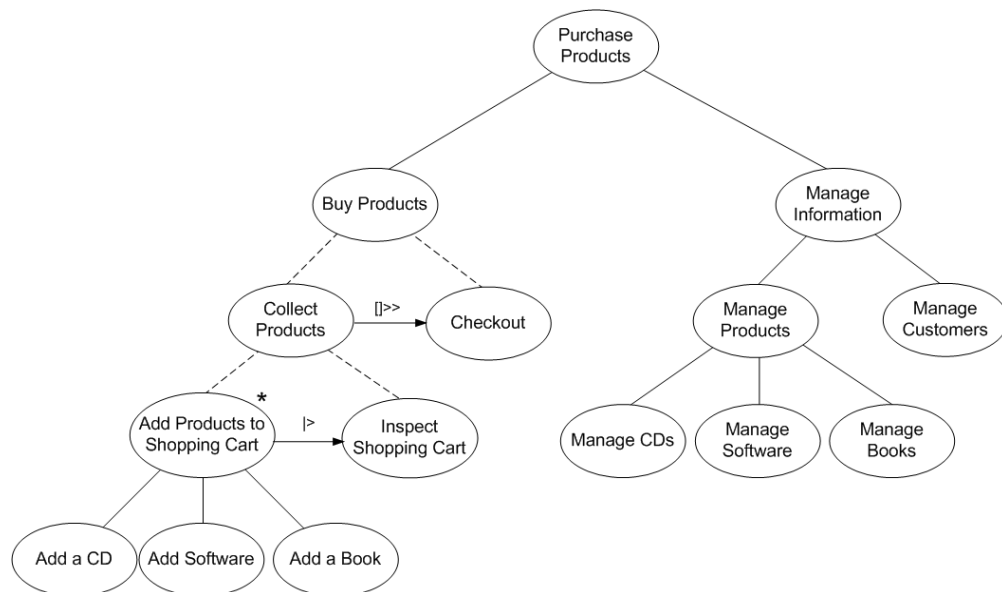 Purchase
Products
Buy Products
Manage
Information
Collect
Products
[]>>
Checkout
Manage
Products
Manage
Customers
Add Products to
Shopping Cart
*
|>
Inspect
Shopping Cart
Manage CDs
Manage
Software
Manage
Books
Add a CD
Add Software
Add a Book